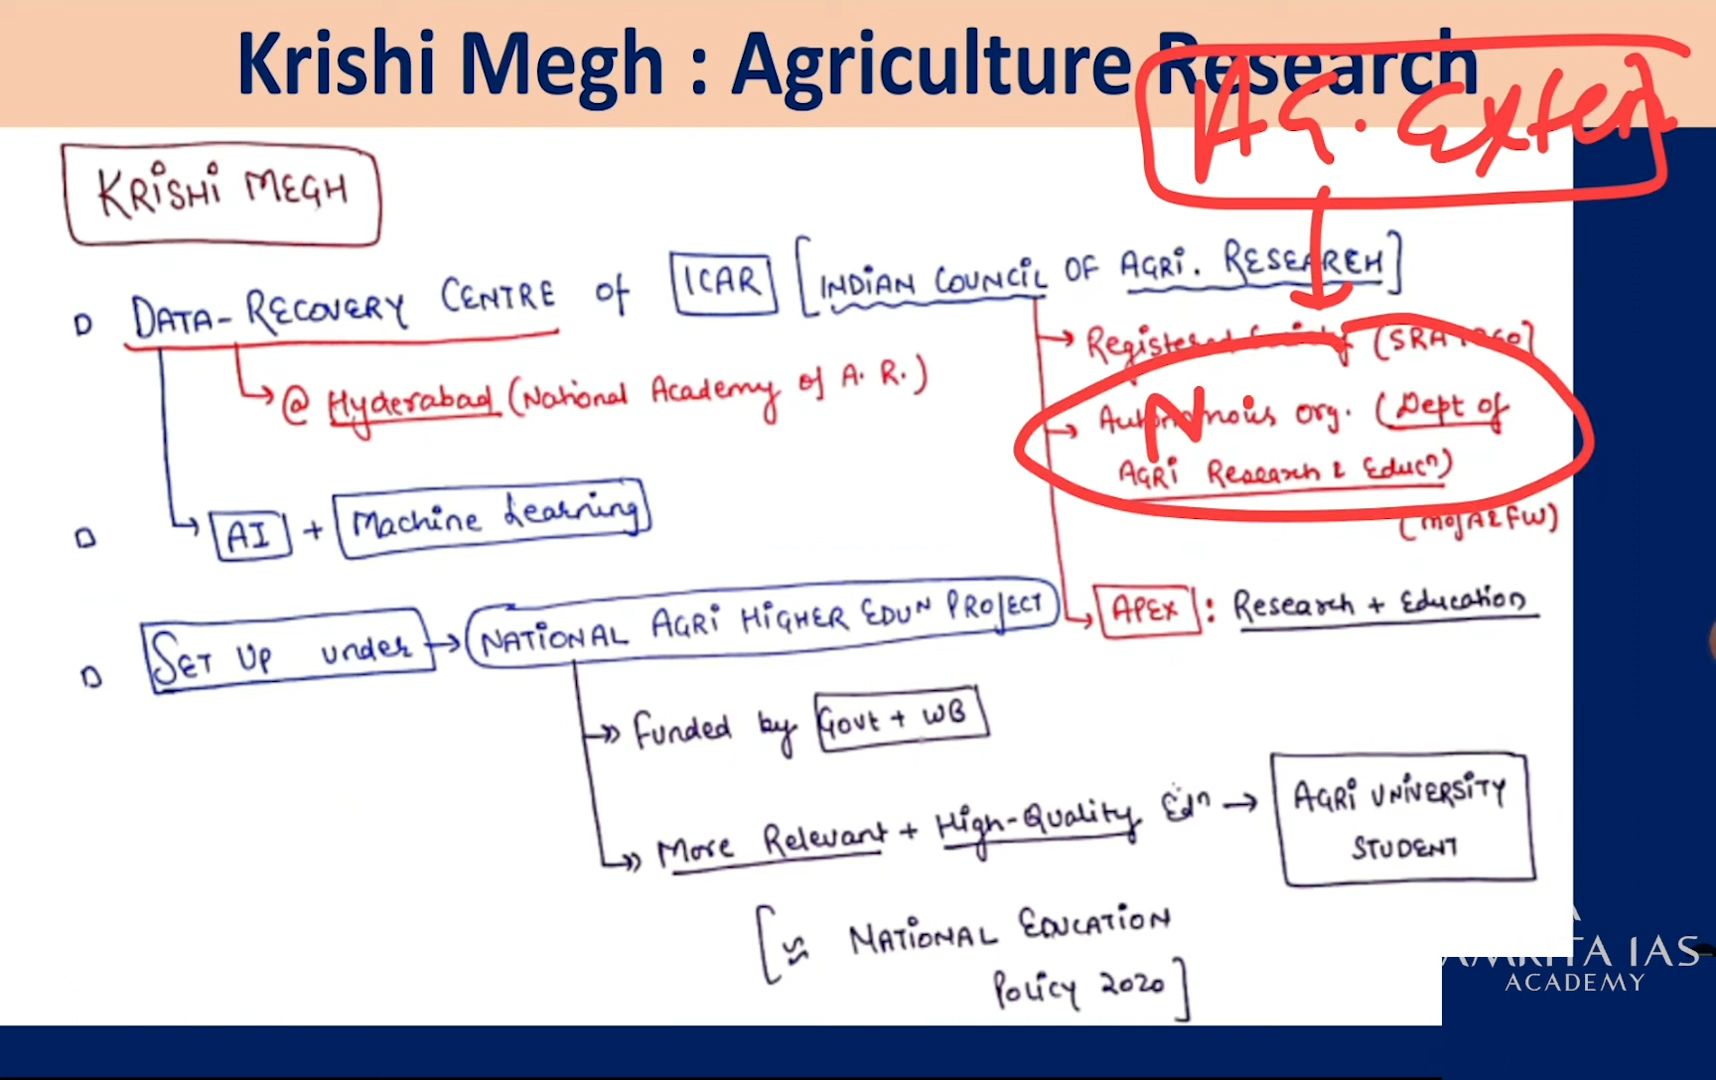 Krishi Megh : Agriculture Research
AG. Exten
KRISHI MEGH
DATA-RECOVERY CENTRE of ICAR [INDIAN COUNCIL OF AGRI. RESEARCH]
→ Registered (SRA
→ @ Hyderabad (National Academy of A. R.)
→ Autonomous org. (Dept of
N
AGRI Research & Educn)
(MoJA&FW)
→ AI + Machine Learning
→ APEX : Research + Education
SET UP under → NATIONAL AGRI HIGHER EDUN PROJECT
→» Funded by Govt + WB
→» More Relevant + High-Quality Edn → AGRI UNIVERSITY
STUDENT
[≈ NATIONAL EDUCATION
Policy 2020]
IAS
ACADEMY